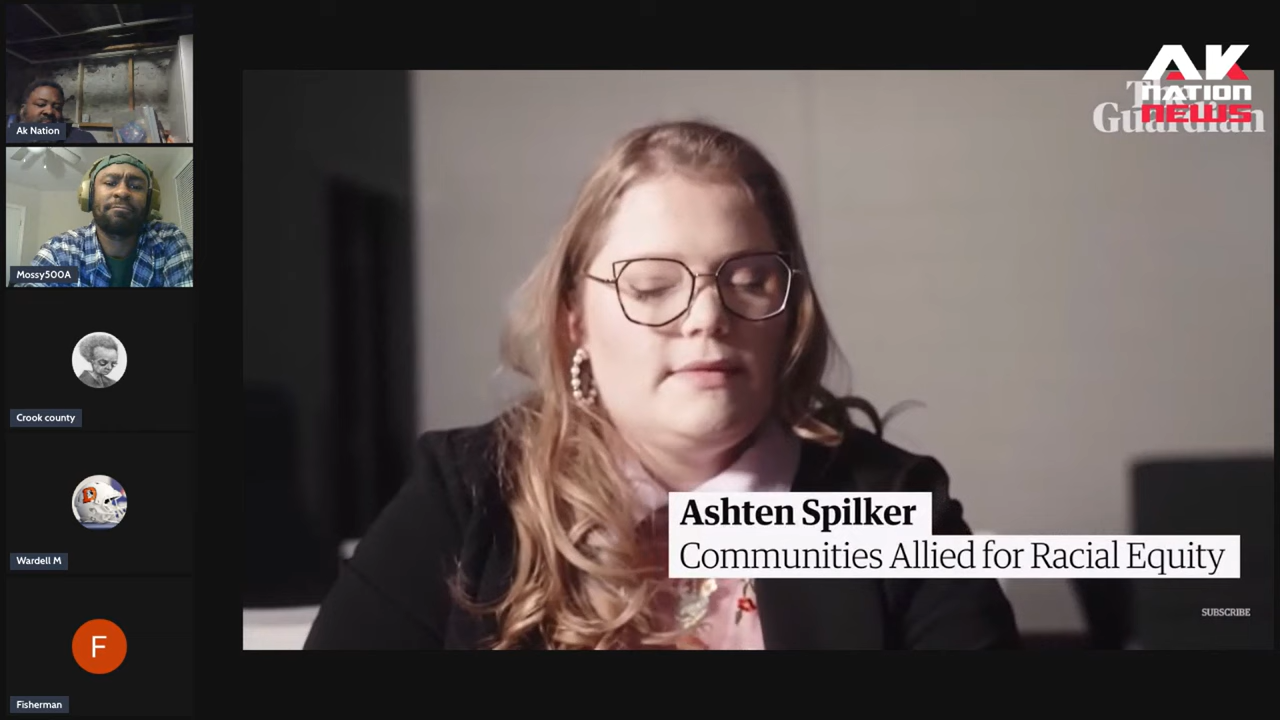 Ak Nation
Mossy500A
Crook county
Wardell M
F
Fisherman
AK
NATION
NEWS
The
Guardian
Ashten Spilker
Communities Allied for Racial Equity
SUBSCRIBE